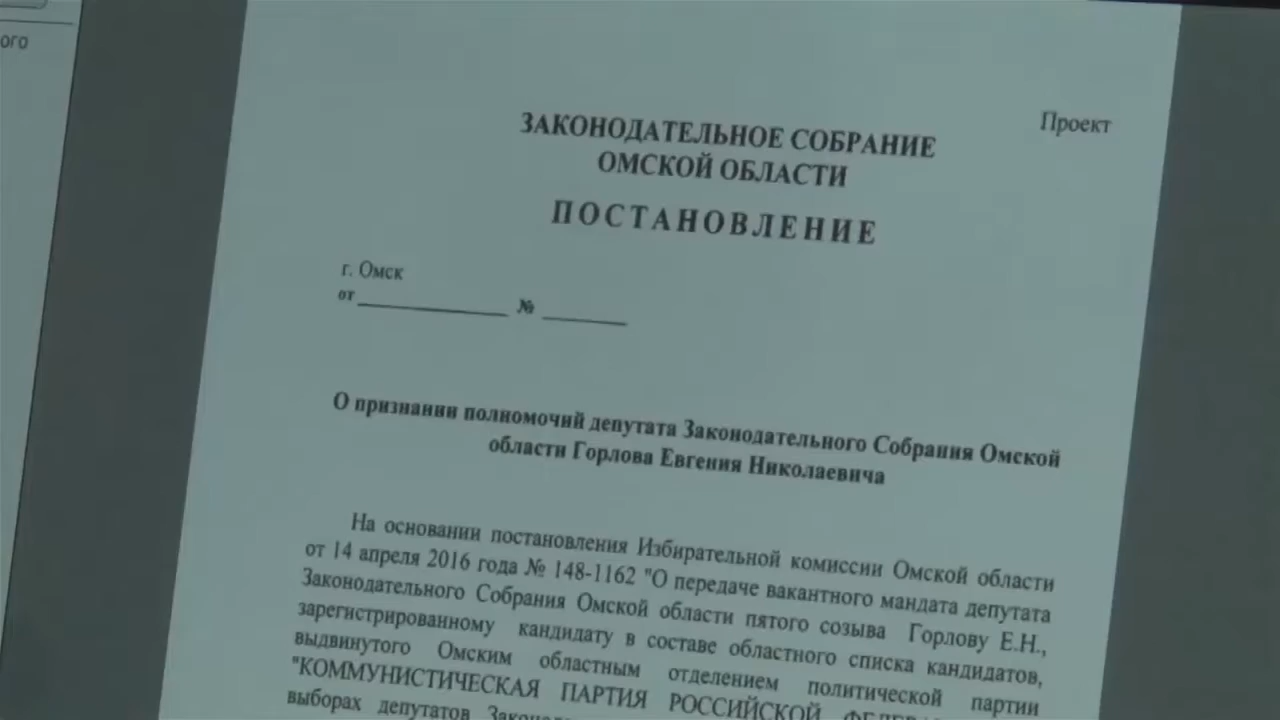 ого
Проект
ЗАКОНОДАТЕЛЬНОЕ СОБРАНИЕ
ОМСКОЙ ОБЛАСТИ
ПОСТАНОВЛЕНИЕ
г. Омск
от ____________ № _______
О признании полномочий депутата Законодательного Собрания Омской
области Горлова Евгения Николаевича
На основании постановления Избирательной комиссии Омской области
от 14 апреля 2016 года № 148-1162 "О передаче вакантного мандата депутата
Законодательного Собрания Омской области пятого созыва Горлову Е.Н.,
зарегистрированному кандидату в составе областного списка кандидатов,
выдвинутого Омским областным отделением политической партии
"КОММУНИСТИЧЕСКАЯ ПАРТИЯ РОССИЙСКОЙ
выборах депутатов